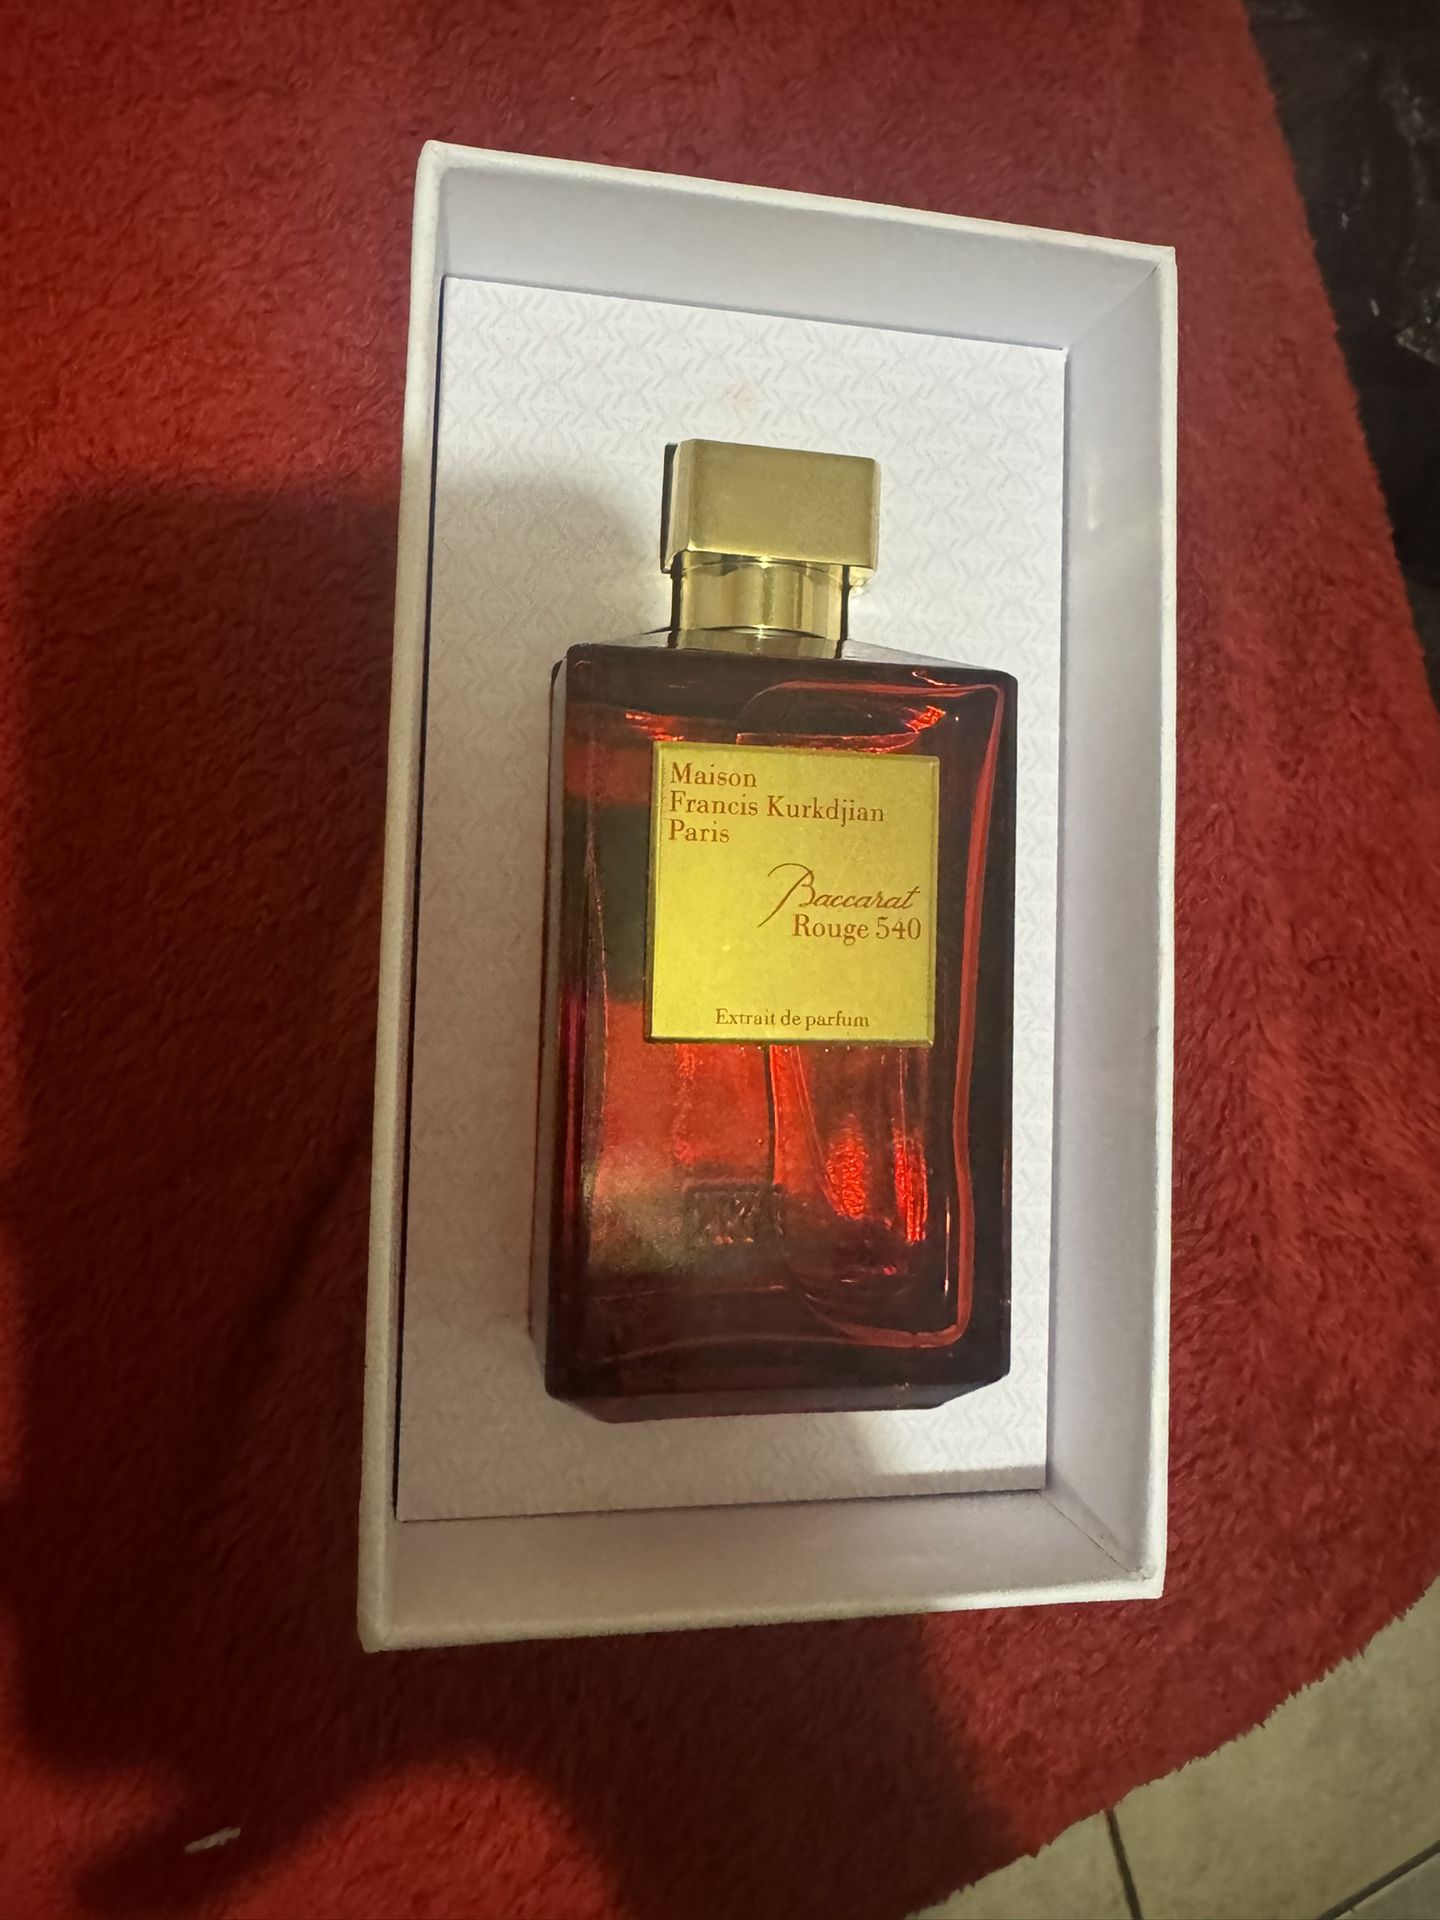 Maison
Francis Kurkdjian
Paris
Baccarat
Rouge 540
Extrait de parfum